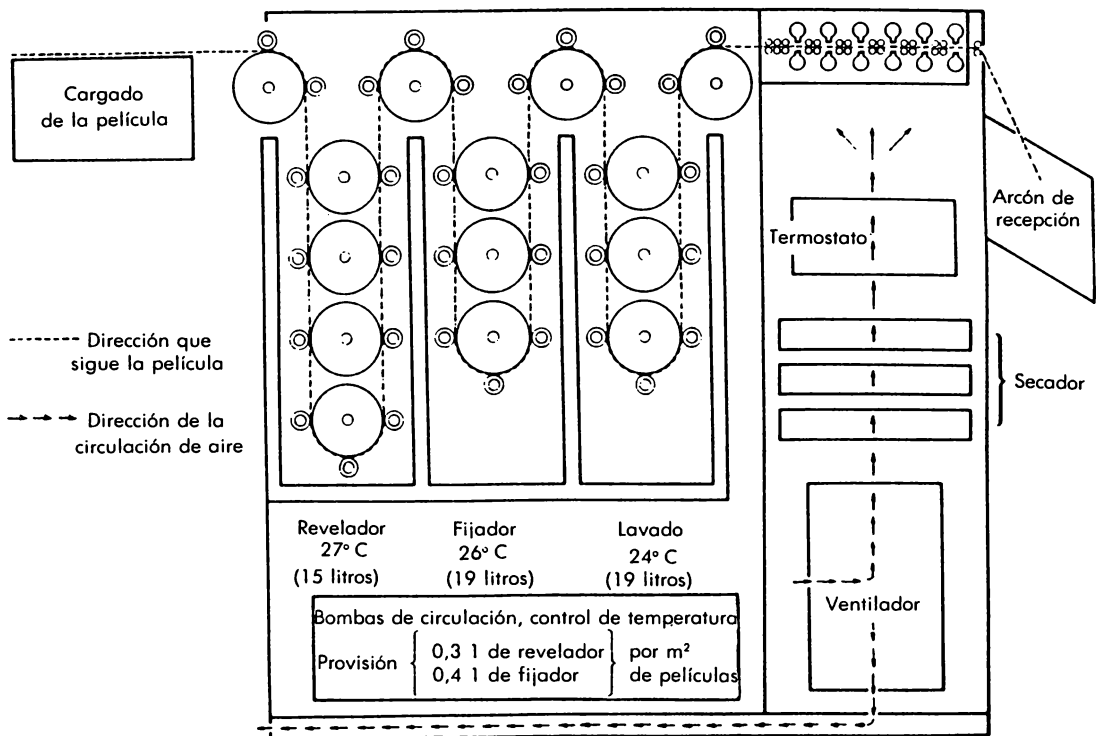 Cargado
de la película
Termostato
Arcón de
recepción
Dirección que
sigue la película
Secador
Dirección de la
circulación de aire
Revelador
27° C
(15 litros)
Fijador
26° C
(19 litros)
Lavado
24° C
(19 litros)
Ventilador
Bombas de circulación, control de temperatura
Provisión
0,3 l de revelador
0,4 l de fijador
por m²
de películas